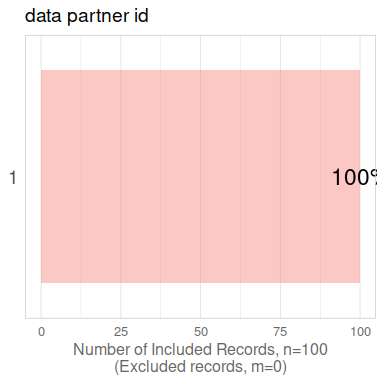 data partner id
1
100%
0 25 50 75 100
Number of Included Records, n=100
(Excluded records, m=0)